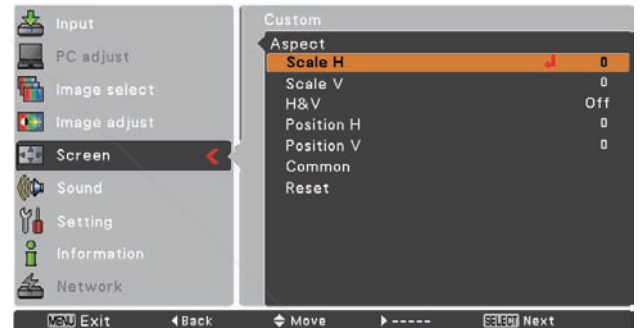 Input
PC adjust
Image select
Image adjust
Screen
Sound
Setting
Information
Network
Custom
Aspect
Scale H 0
Scale V 0
H&V Off
Position H 0
Position V 0
Common
Reset
MENU Exit Back Move ----- SELECT Next